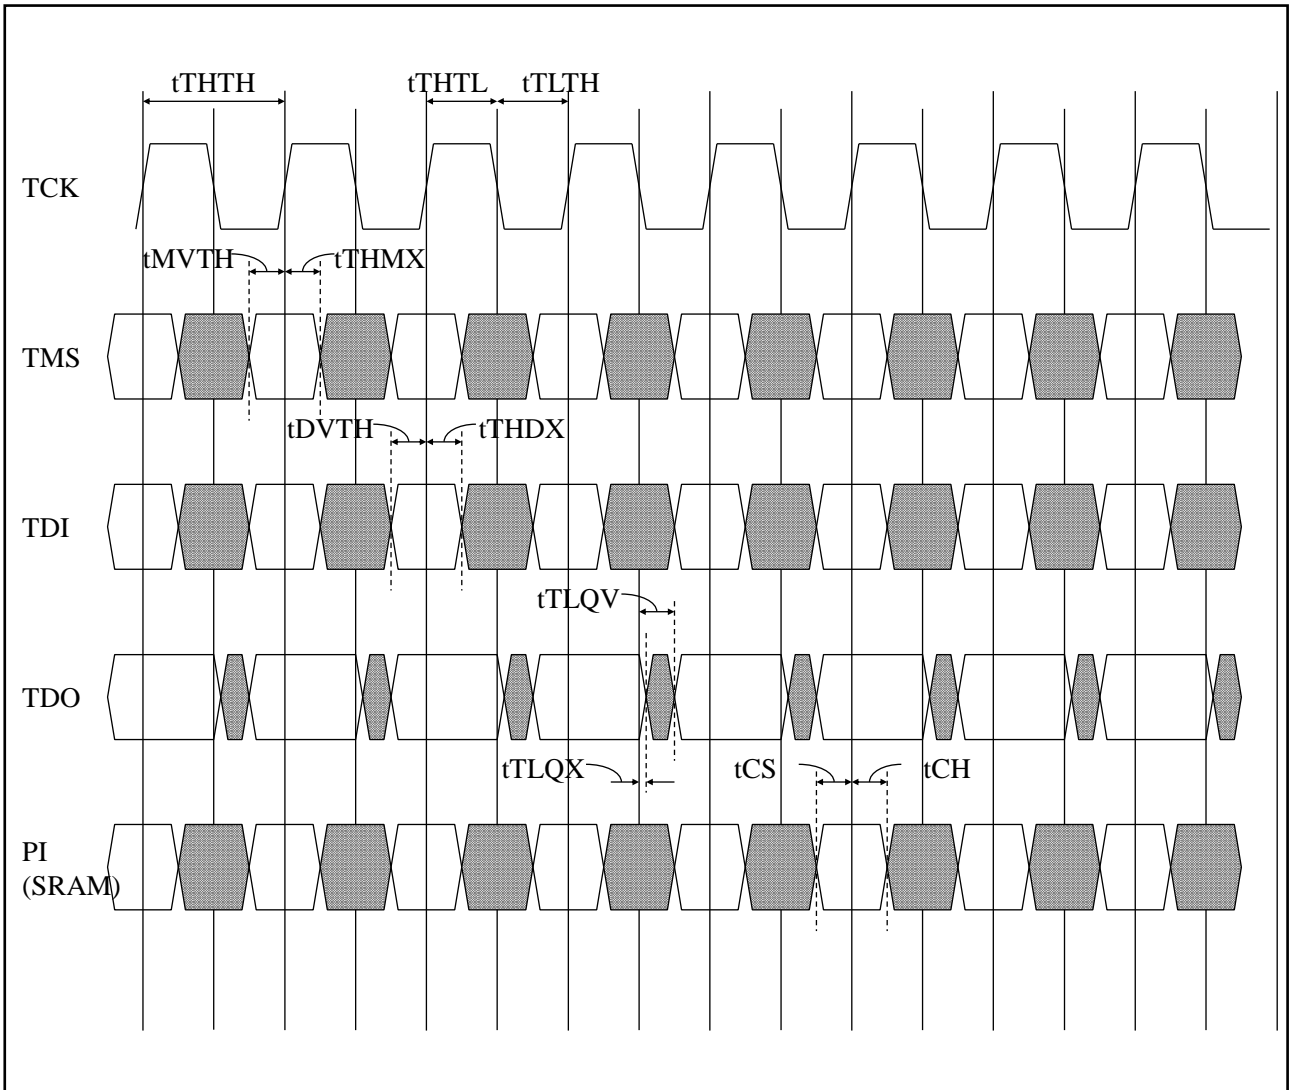 tTHTH
tTHTL
tTLTH
TCK
tMVTH
tTHMX
TMS
tDVTH
tTHDX
TDI
tTLQV
TDO
tTLQX
tCS
tCH
PI
(SRAM)